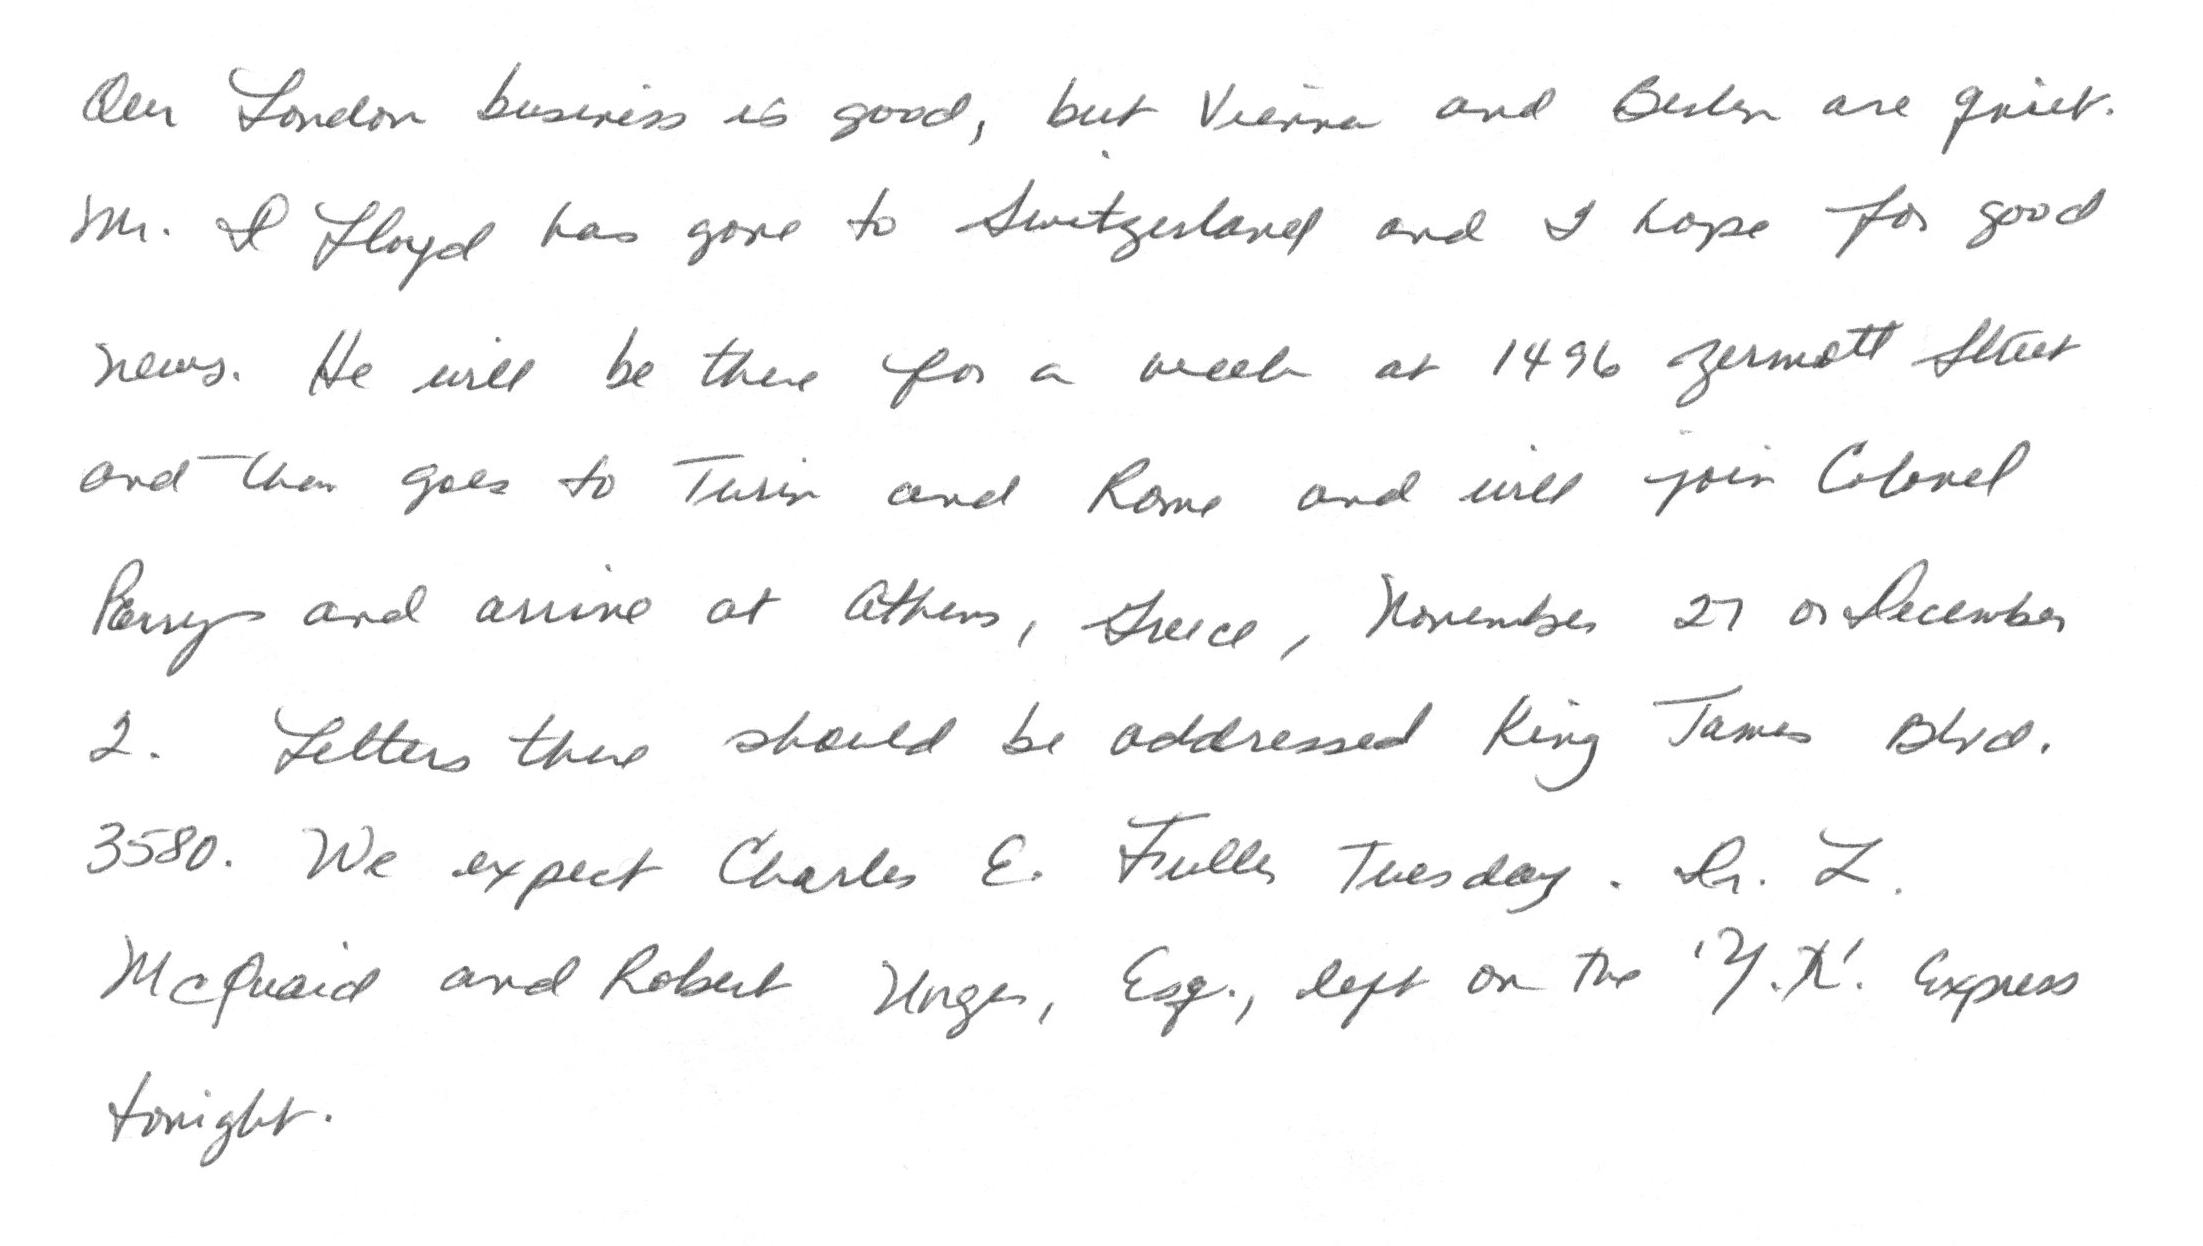 Our London business is good, but Vienna and Berlin are quiet.
Mr. D Lloyd has gone to Switzerland and I hope for good
news. He will be there for a week at 1496 Zermott Street
and then goes to Turin and Rome and will join Colonel
Parry and arrive at Athens, Greece, November 27 or December
2. Letters there should be addressed King James Blvd.
3580. We expect Charles E. Fuller Tuesday. Dr. L.
McQuaid and Robert Unger, Esq., left on the 'Y.X'. Express
tonight.